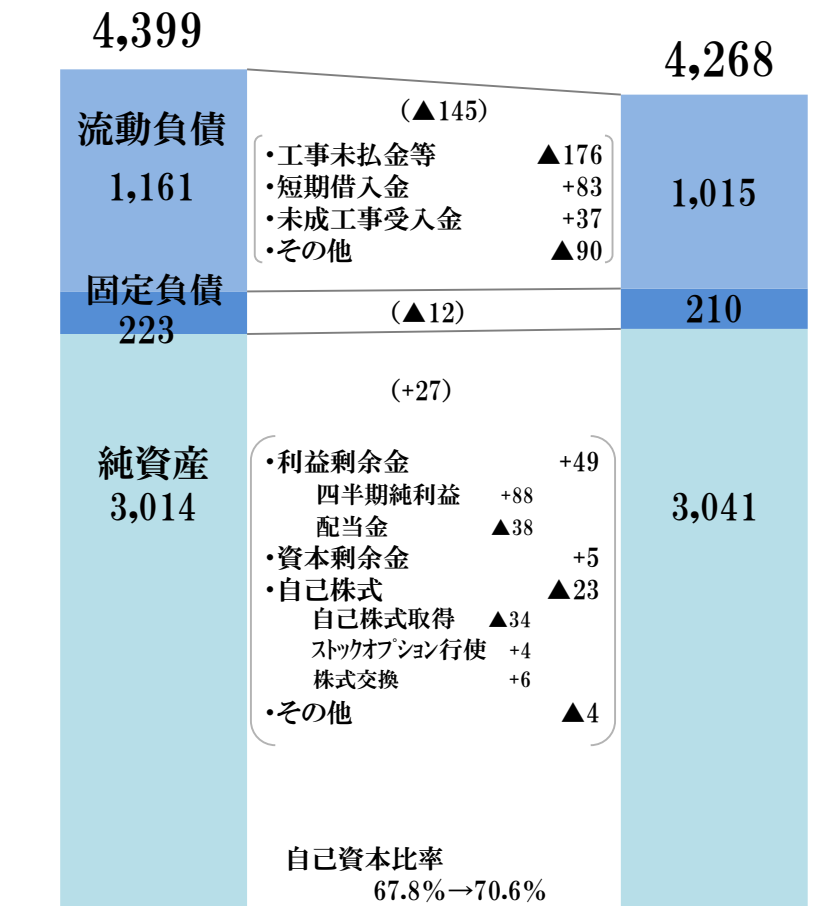 4,399
4,268
流動負債
1,161
(▲145)
・工事未払金等 ▲176
・短期借入金 +83
・未成工事受入金 +37
・その他 ▲90
1,015
固定負債
223
(▲12)
210
(+27)
純資産
3,014
・利益剰余金 +49
四半期純利益 +88
配当金 ▲38
・資本剰余金 +5
・自己株式 ▲23
自己株式取得 ▲34
ストックオプション行使 +4
株式交換 +6
・その他 ▲4
3,041
自己資本比率
67.8%→70.6%